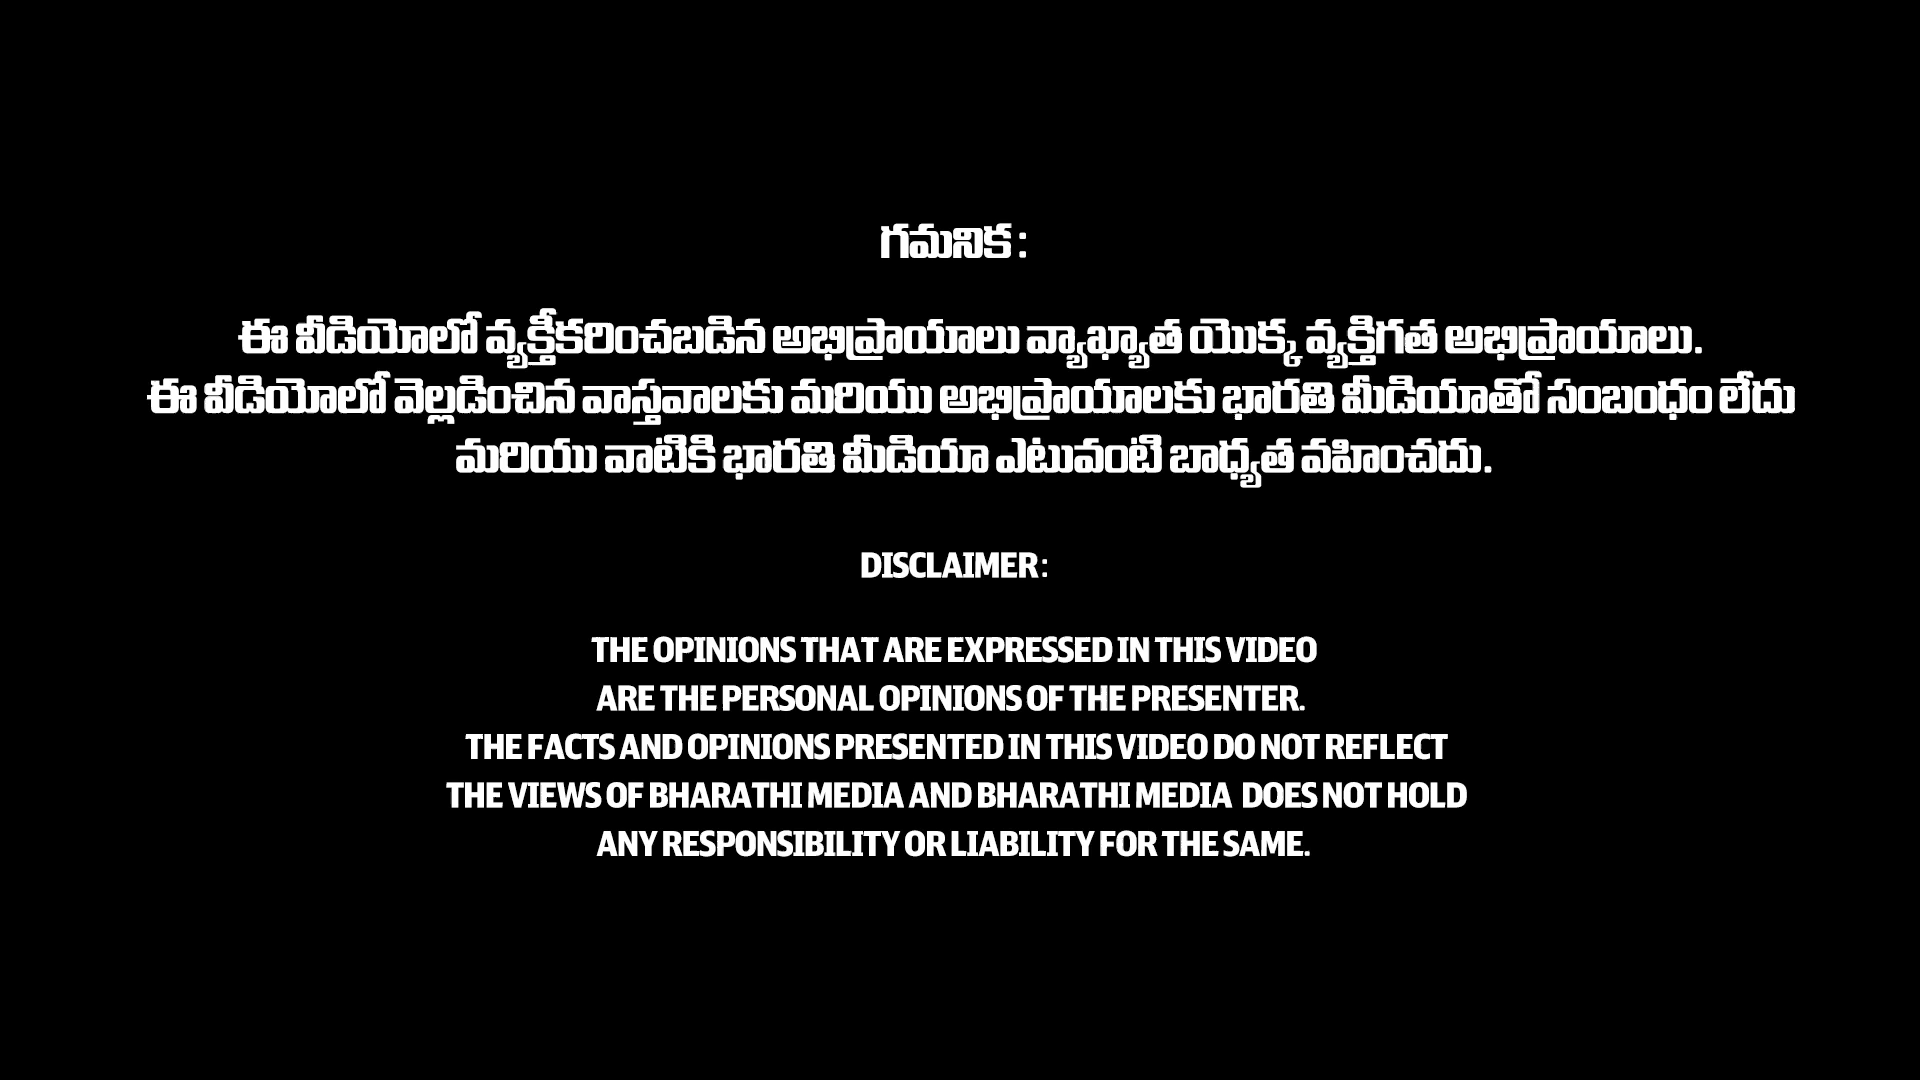 గమనిక :
ఈ వీడియోలో వ్యక్తీకరించబడిన అభిప్రాయాలు వ్యాఖ్యాత యొక్క వ్యక్తిగత అభిప్రాయాలు.
ఈ వీడియోలో వెల్లడించిన వాస్తవాలకు మరియు అభిప్రాయాలకు భారతి మీడియాతో సంబంధం లేదు
మరియు వాటికి భారతి మీడియా ఎటువంటి బాధ్యత వహించదు.
DISCLAIMER :
THE OPINIONS THAT ARE EXPRESSED IN THIS VIDEO
ARE THE PERSONAL OPINIONS OF THE PRESENTER.
THE FACTS AND OPINIONS PRESENTED IN THIS VIDEO DO NOT REFLECT
THE VIEWS OF BHARATHI MEDIA AND BHARATHI MEDIA DOES NOT HOLD
ANY RESPONSIBILITY OR LIABILITY FOR THE SAME.